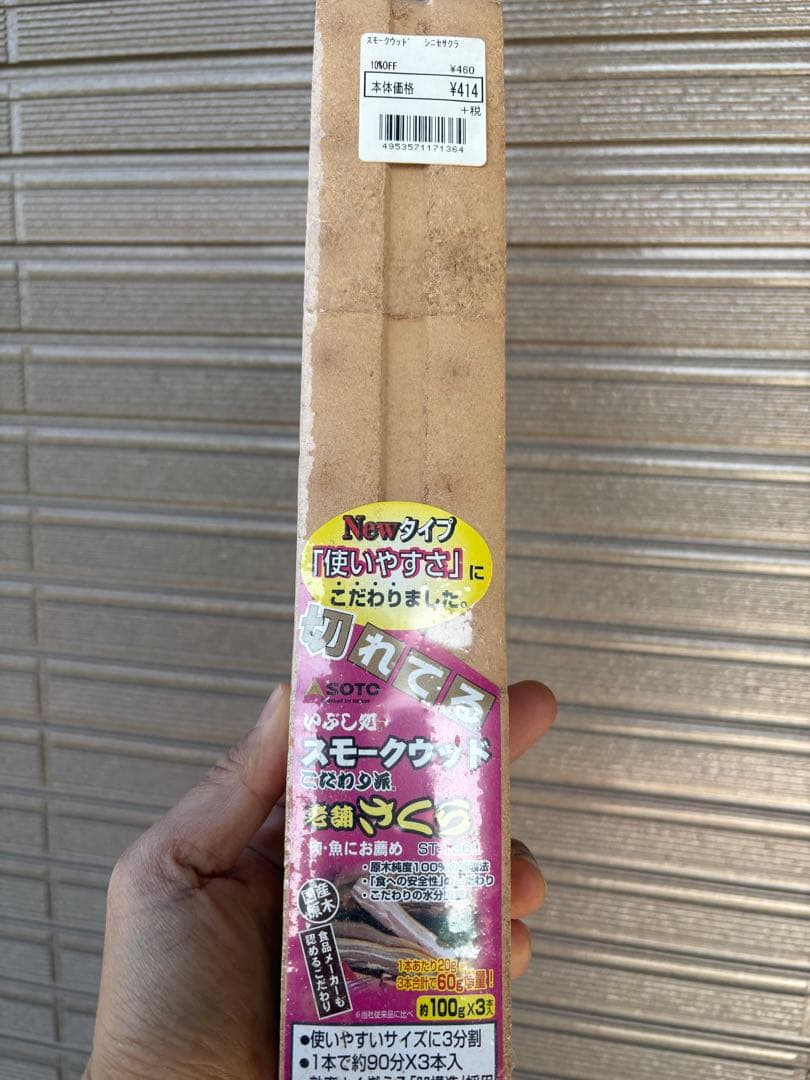 スモークウッド　シニセサクラ
10%OFF ¥460
本体価格 ¥414
+税
4953571171364
Newタイプ
「使いやすさ」に
こだわりました。
切れてる
SOTO
いぶし処
スモークウッド
こだわり派
老舗さくら
肉・魚にお薦め
・原木純度100%
・「食への安全性」
・こだわりの水分
国産
原木
食品メーカーも
認めるこだわり
1本あたり20g
3本合計で60g増量!
※当社従来品に比べ
約100g×3本入
●使いやすいサイズに3分割
●1本で約90分×3本入